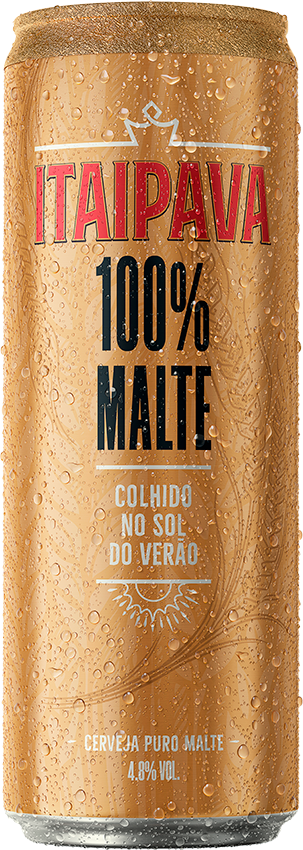 ITAIPAVA
100%
MALTE
COLHIDO
NO SOL
DO VERÃO
– CERVEJA PURO MALTE –
4,8% VOL.